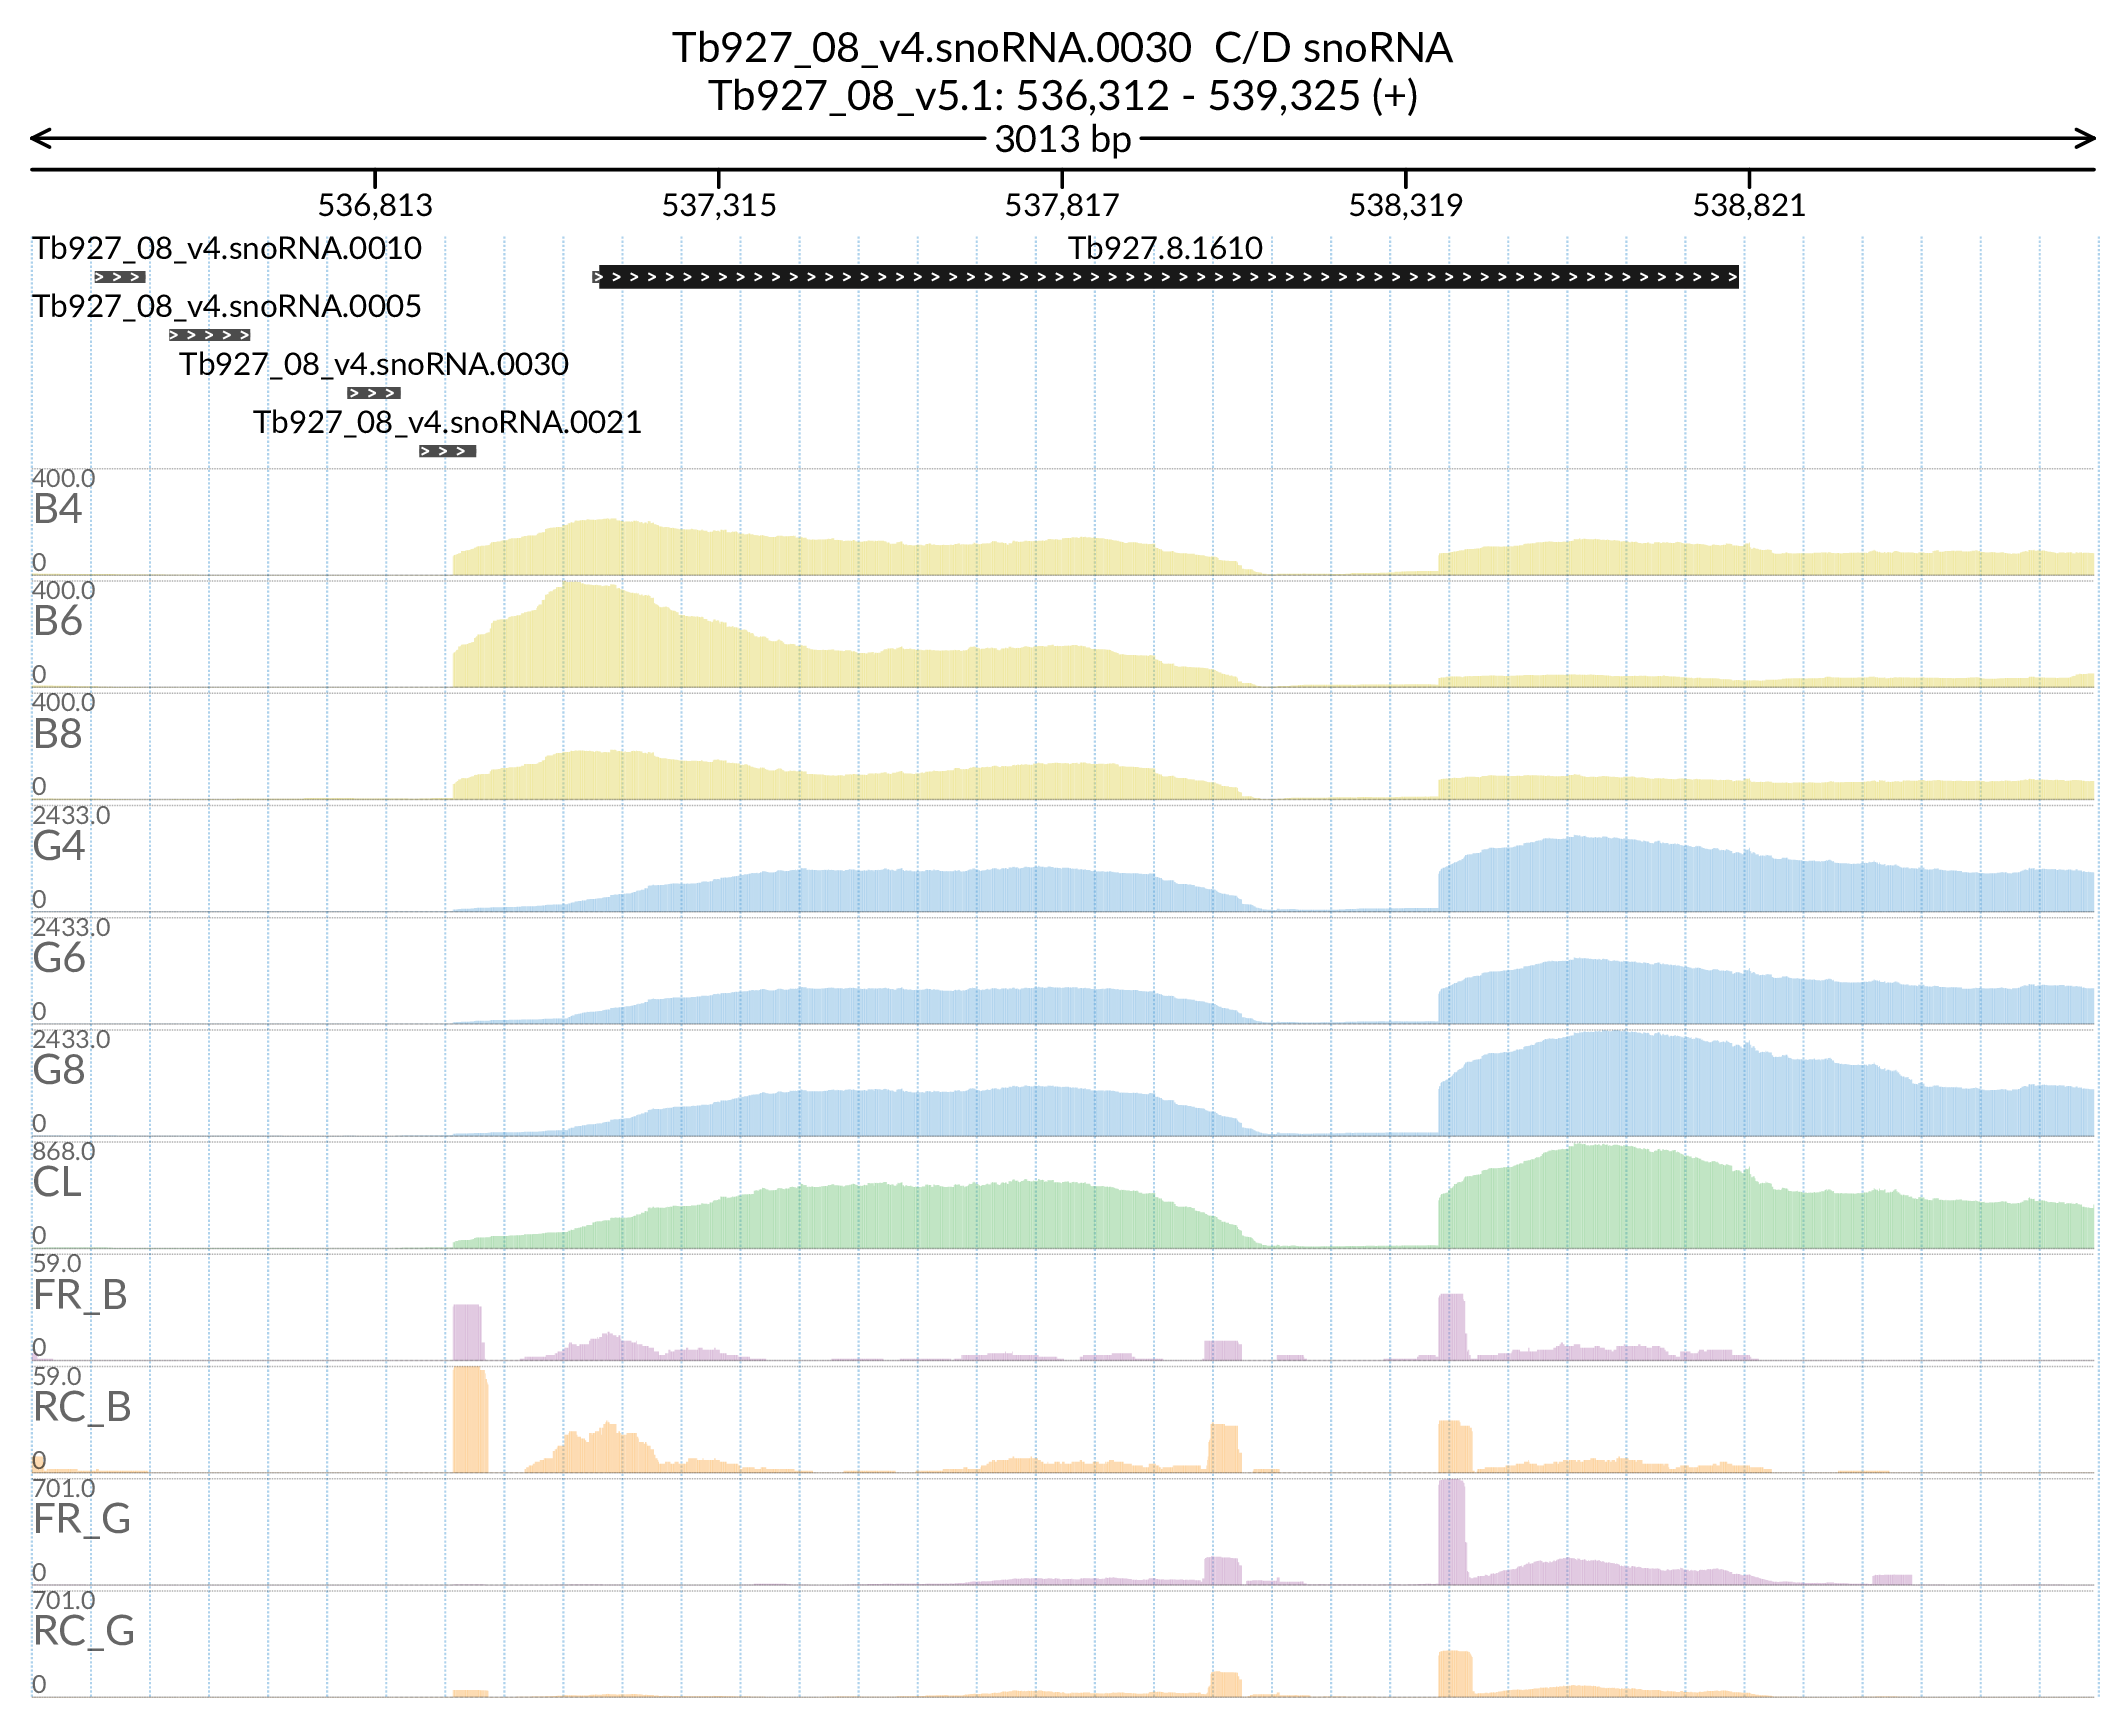 Tb927_08_v4.snoRNA.0030 C/D snoRNA
Tb927_08_v5.1: 536,312 - 539,325 (+)
3013 bp
536,813 537,315 537,817 538,319 538,821
Tb927_08_v4.snoRNA.0010 Tb927.8.1610
Tb927_08_v4.snoRNA.0005
Tb927_08_v4.snoRNA.0030
Tb927_08_v4.snoRNA.0021
400.0
B4
0
400.0
B6
0
400.0
B8
0
2433.0
G4
0
2433.0
G6
0
2433.0
G8
0
868.0
CL
0
59.0
FR_B
0
59.0
RC_B
0
701.0
FR_G
0
701.0
RC_G
0